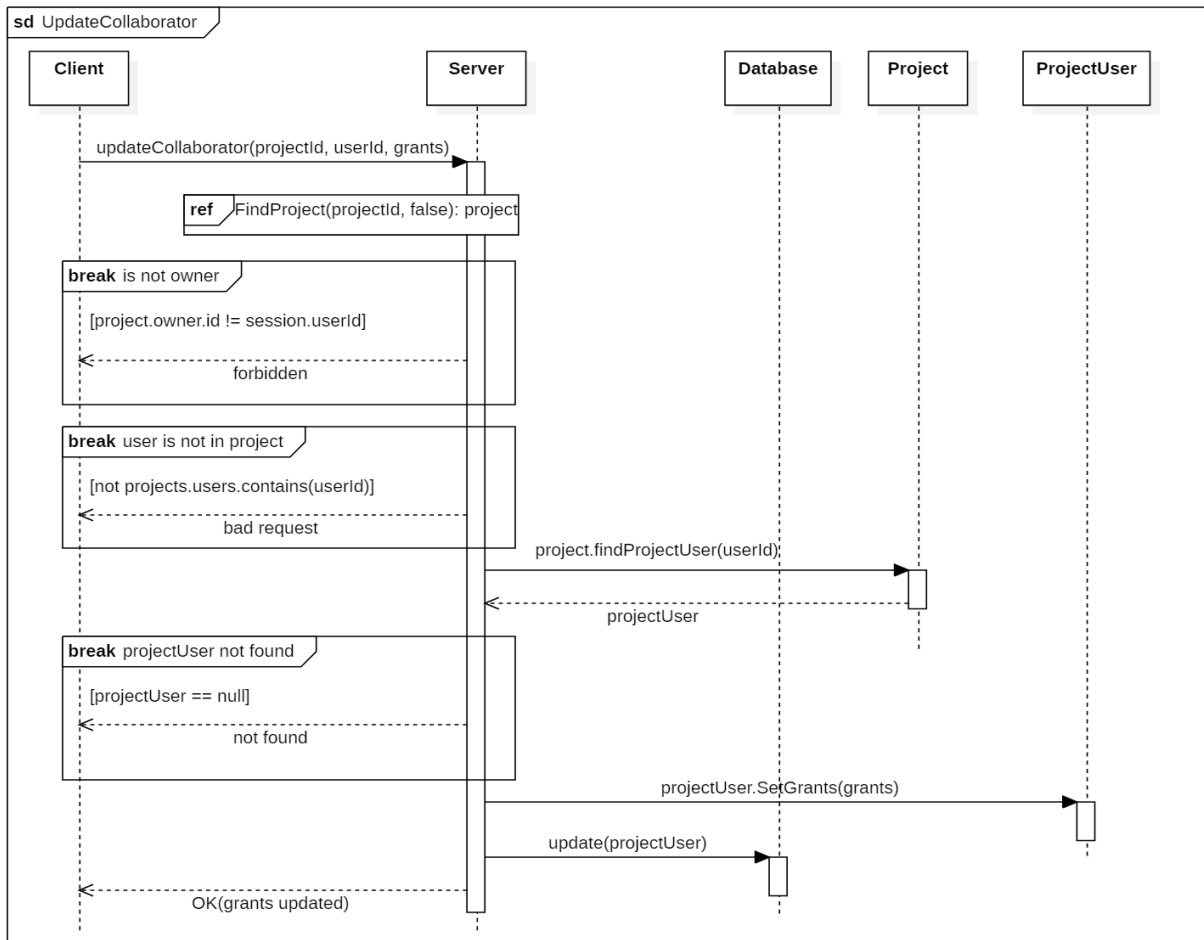 sd UpdateCollaborator
Client
Server
Database
Project
ProjectUser
updateCollaborator(projectId, userId, grants)
ref FindProject(projectId, false): project
break is not owner
[project.owner.id != session.userId]
forbidden
break user is not in project
[not projects.users.contains(userId)]
bad request
project.findProjectUser(userId)
projectUser
break projectUser not found
[projectUser == null]
not found
projectUser.SetGrants(grants)
update(projectUser)
OK(grants updated)